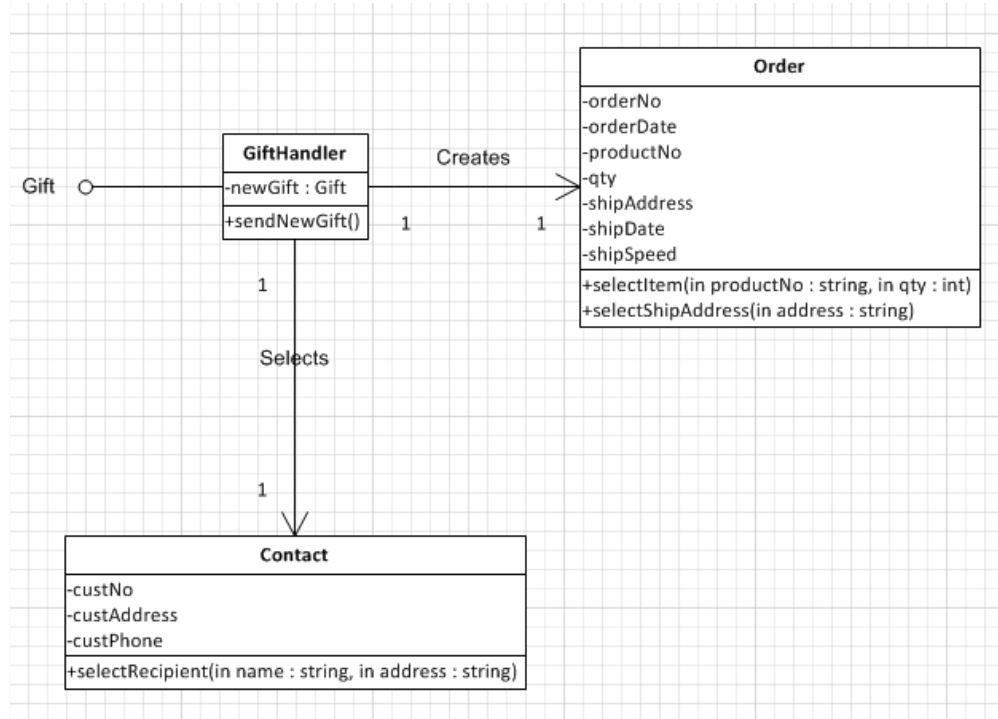 Order
-orderNo
-orderDate
-productNo
-qty
-shipAddress
-shipDate
-shipSpeed
+selectItem(in productNo : string, in qty : int)
+selectShipAddress(in address : string)
Gift
GiftHandler
-newGift : Gift
+sendNewGift()
Creates
1
1
1
Selects
1
Contact
-custNo
-custAddress
-custPhone
+selectRecipient(in name : string, in address : string)